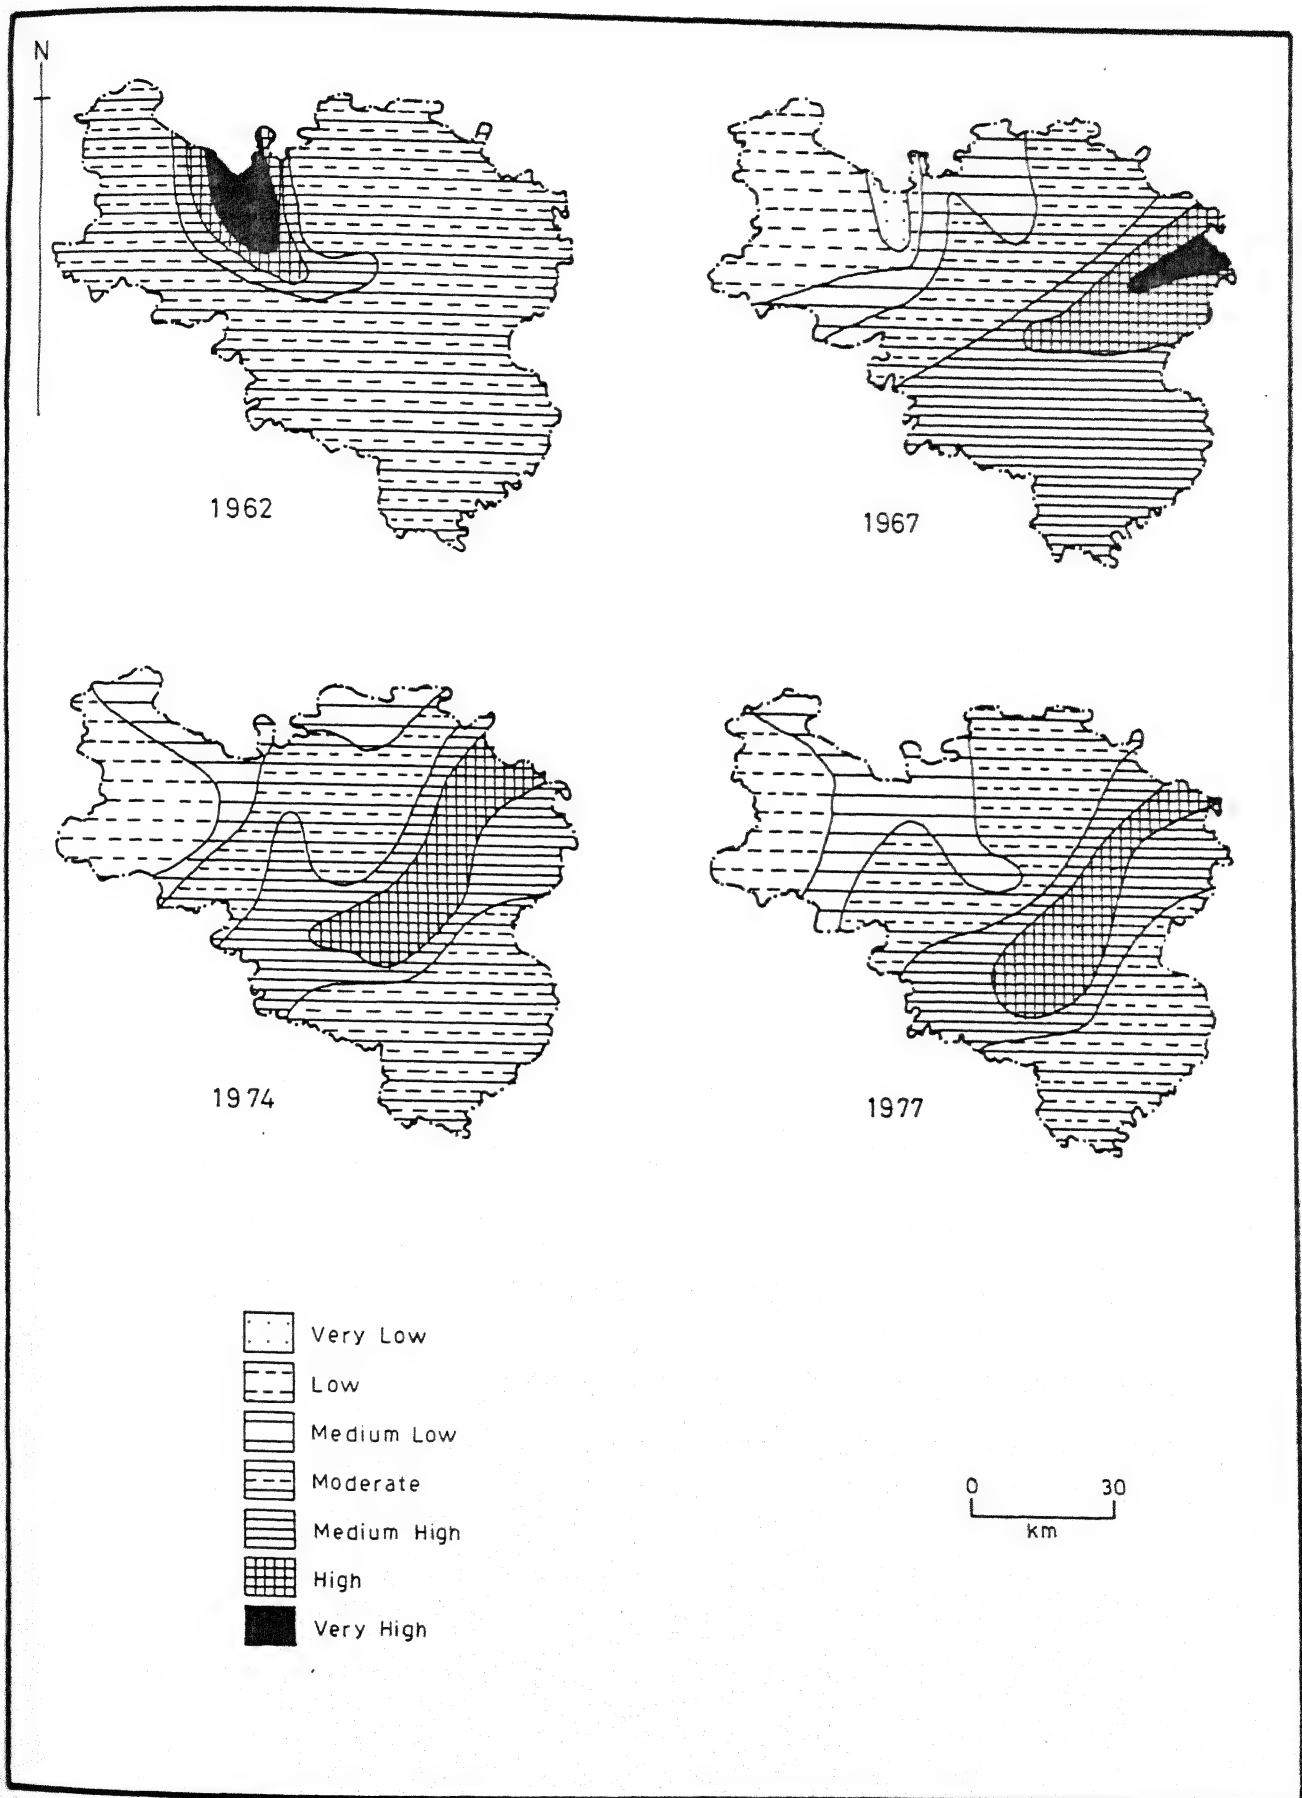 N
1962
1967
1974
1977
Very Low
Low
Medium Low
Moderate
Medium High
High
Very High
0 30
km